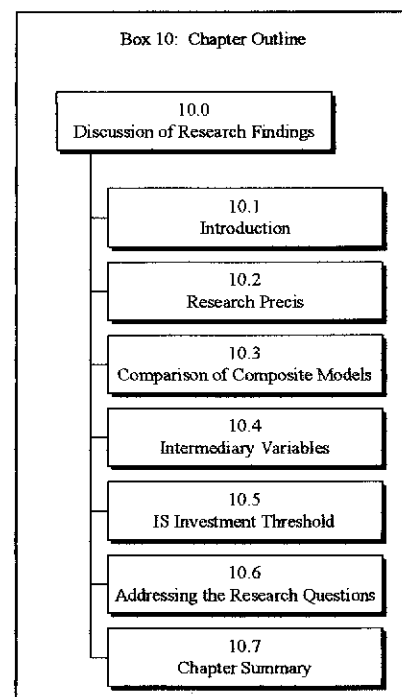 Box 10: Chapter Outline
10.0
Discussion of Research Findings
10.1
Introduction
10.2
Research Precis
10.3
Comparison of Composite Models
10.4
Intermediary Variables
10.5
IS Investment Threshold
10.6
Addressing the Research Questions
10.7
Chapter Summary